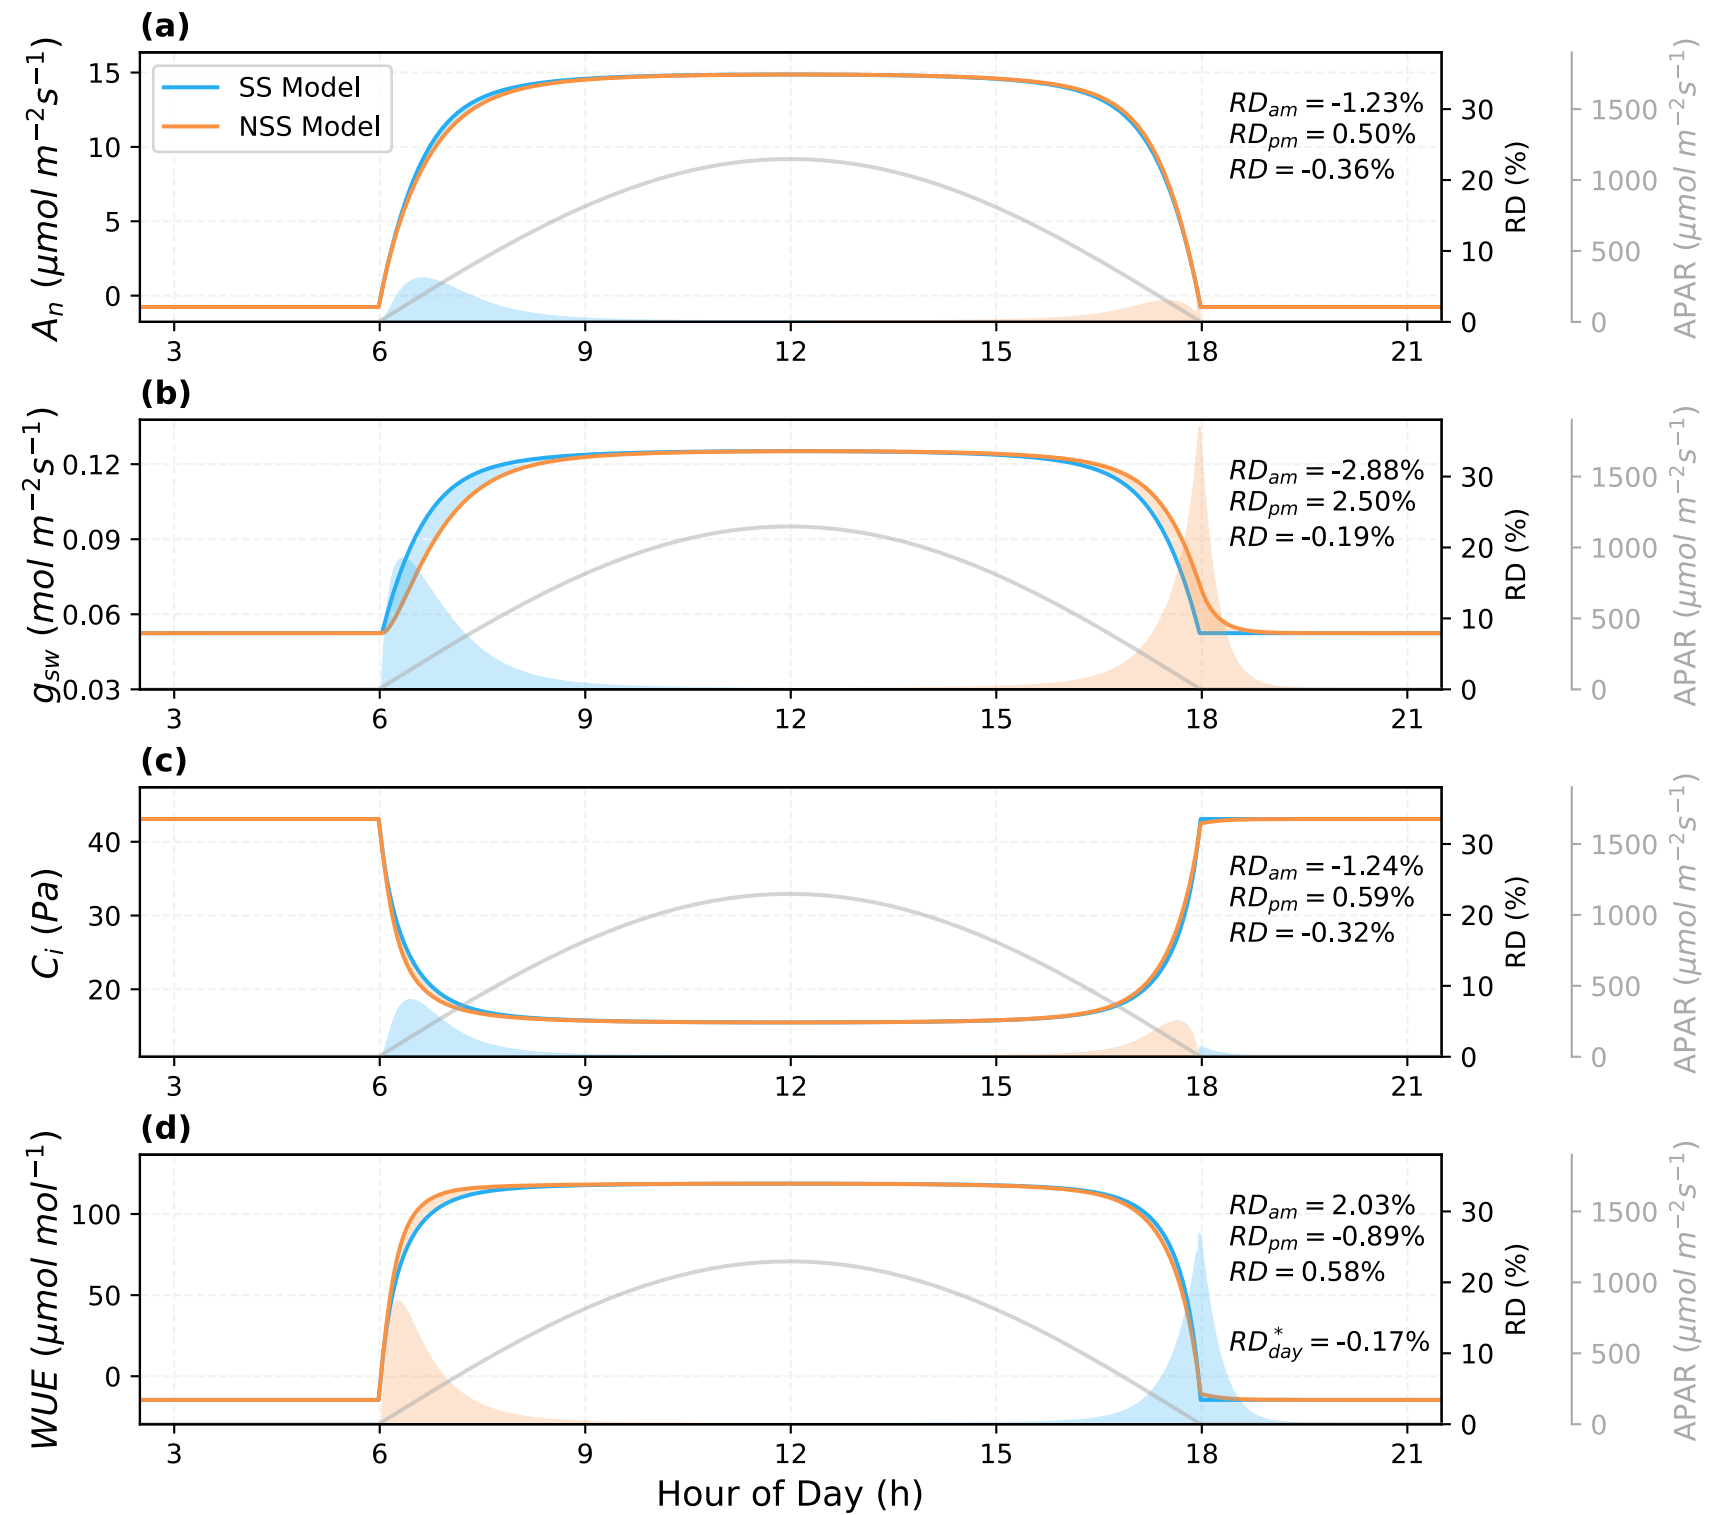 (a)
SS Model
NSS Model
RD_am = -1.23%
RD_pm = 0.50%
RD = -0.36%
A_n (μmol m⁻²s⁻¹)
15
10
5
0
30
20
10
0
RD (%)
1500
1000
500
0
APAR (μmol m⁻²s⁻¹)
3 6 9 12 15 18 21
(b)
RD_am = -2.88%
RD_pm = 2.50%
RD = -0.19%
g_sw (mol m⁻²s⁻¹)
0.12
0.09
0.06
0.03
30
20
10
0
RD (%)
1500
1000
500
0
APAR (μmol m⁻²s⁻¹)
3 6 9 12 15 18 21
(c)
RD_am = -1.24%
RD_pm = 0.59%
RD = -0.32%
C_i (Pa)
40
30
20
30
20
10
0
RD (%)
1500
1000
500
0
APAR (μmol m⁻²s⁻¹)
3 6 9 12 15 18 21
(d)
RD_am = 2.03%
RD_pm = -0.89%
RD = 0.58%
RD*_day = -0.17%
WUE (μmol mol⁻¹)
100
50
0
30
20
10
0
RD (%)
1500
1000
500
0
APAR (μmol m⁻²s⁻¹)
3 6 9 12 15 18 21
Hour of Day (h)